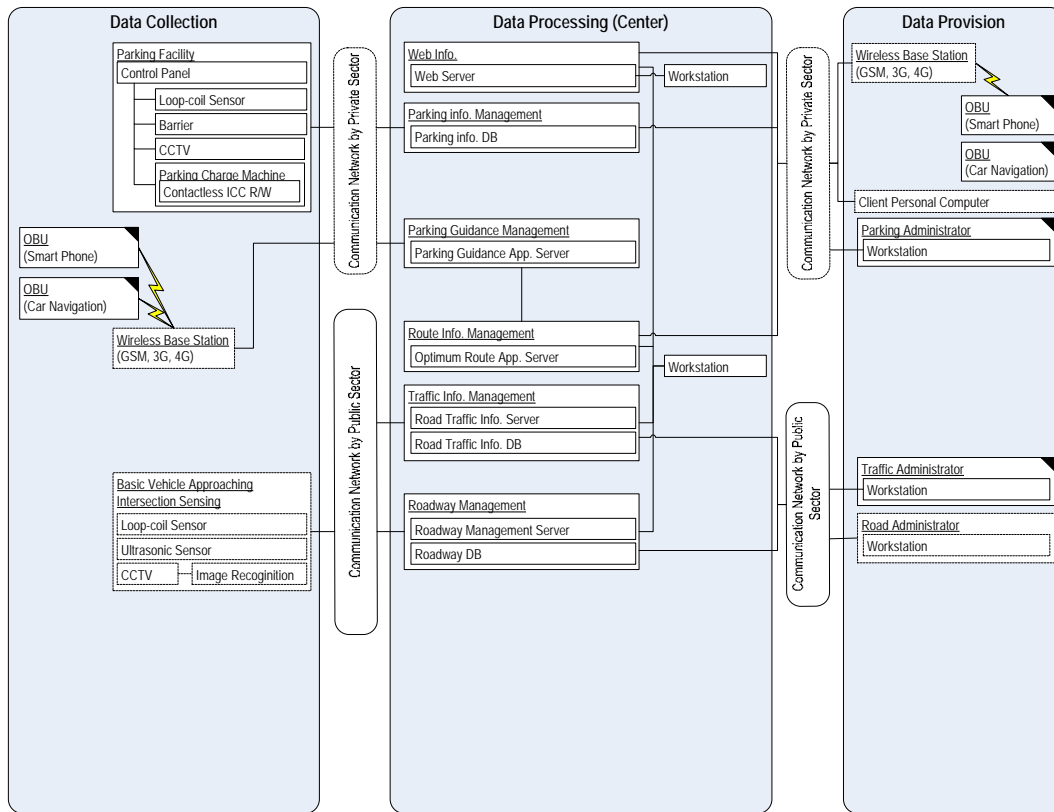 Data Collection
Parking Facility
Control Panel
Loop-coil Sensor
Barrier
CCTV
Parking Charge Machine
Contactless ICC R/W
OBU
(Smart Phone)
OBU
(Car Navigation)
Wireless Base Station
(GSM, 3G, 4G)
Basic Vehicle Approaching
Intersection Sensing
Loop-coil Sensor
Ultrasonic Sensor
CCTV
Image Recoginition
Communication Network by Private Sector
Communication Network by Public Sector
Data Processing (Center)
Web Info.
Web Server
Workstation
Parking info. Management
Parking info. DB
Parking Guidance Management
Parking Guidance App. Server
Route Info. Management
Optimum Route App. Server
Workstation
Traffic Info. Management
Road Traffic Info. Server
Road Traffic Info. DB
Roadway Management
Roadway Management Server
Roadway DB
Communication Network by Private Sector
Communication Network by Public
Sector
Data Provision
Wireless Base Station
(GSM, 3G, 4G)
OBU
(Smart Phone)
OBU
(Car Navigation)
Client Personal Computer
Parking Administrator
Workstation
Traffic Administrator
Workstation
Road Administrator
Workstation